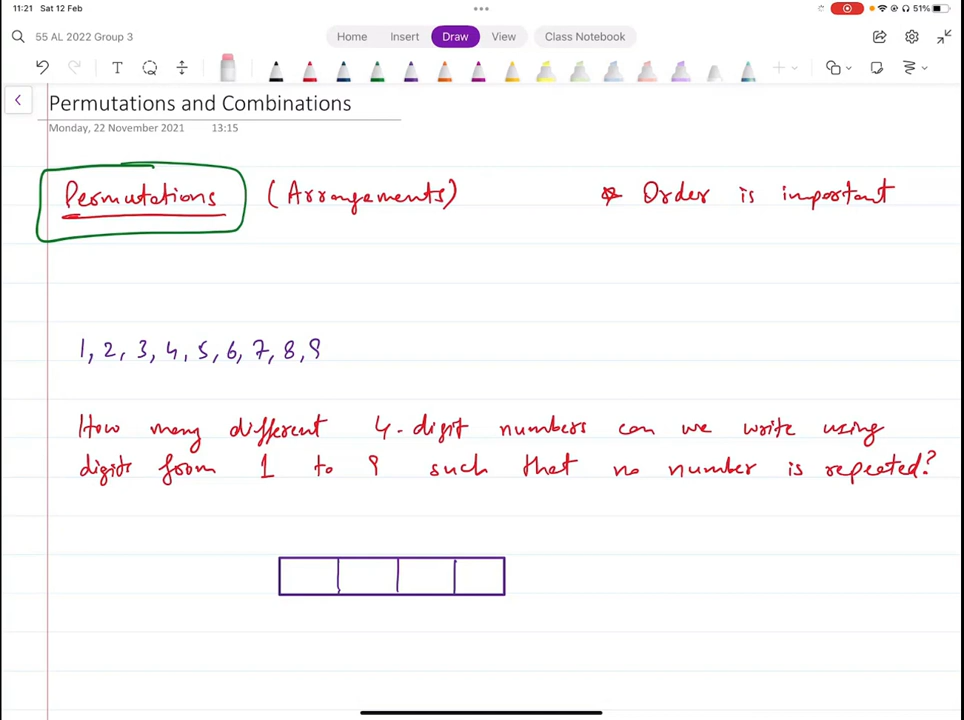 11:21 Sat 12 Feb
51%
55 AL 2022 Group 3
Home Insert Draw View Class Notebook
Permutations and Combinations
Monday, 22 November 2021 13:15
Permutations (Arrangements) * Order is important
1, 2, 3, 4, 5, 6, 7, 8, 9
How many different 4-digit numbers can we write using
digits from 1 to 9 such that no number is repeated?